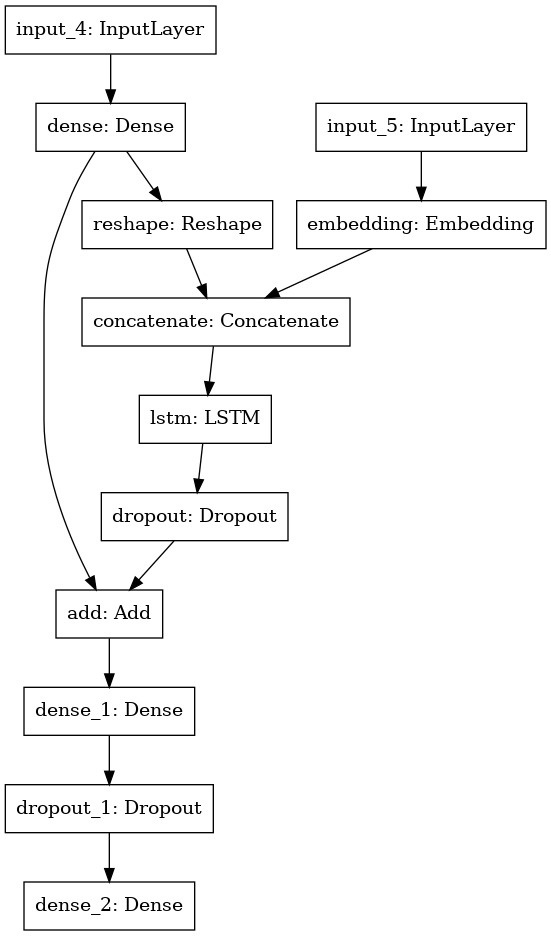 input_4: InputLayer
dense: Dense
input_5: InputLayer
reshape: Reshape
embedding: Embedding
concatenate: Concatenate
lstm: LSTM
dropout: Dropout
add: Add
dense_1: Dense
dropout_1: Dropout
dense_2: Dense